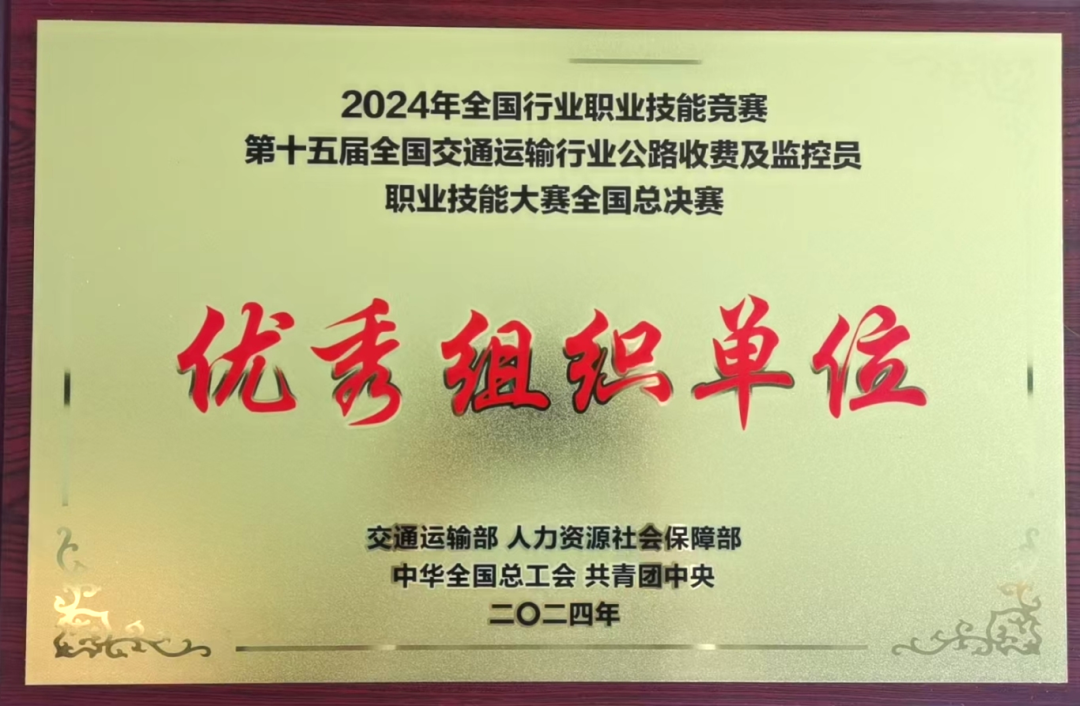 2024年全国行业职业技能竞赛
第十五届全国交通运输行业公路收费及监控员
职业技能大赛全国总决赛
优秀组织单位
交通运输部 人力资源社会保障部
中华全国总工会 共青团中央
二〇二四年